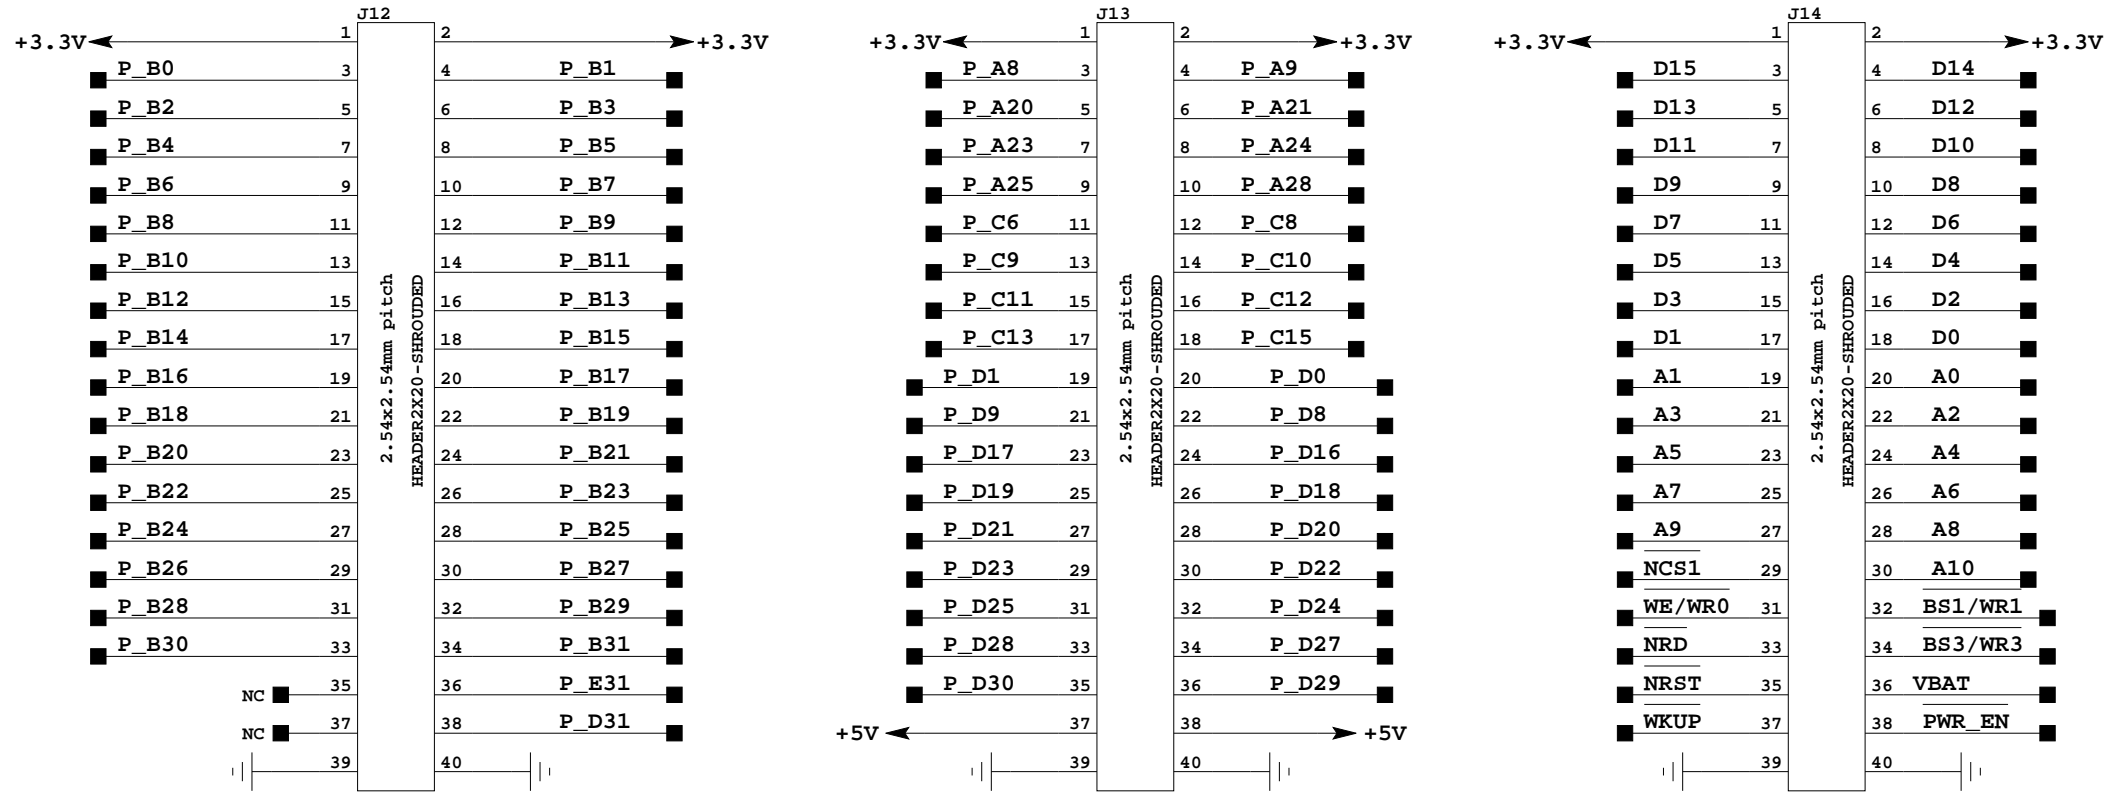 J12 J13 J14
+3.3V 1 2 +3.3V +3.3V 1 2 +3.3V +3.3V 1 2 +3.3V
P_B0 3 4 P_B1 P_A8 3 4 P_A9 D15 3 4 D14
P_B2 5 6 P_B3 P_A20 5 6 P_A21 D13 5 6 D12
P_B4 7 8 P_B5 P_A23 7 8 P_A24 D11 7 8 D10
P_B6 9 10 P_B7 P_A25 9 10 P_A28 D9 9 10 D8
P_B8 11 12 P_B9 P_C6 11 12 P_C8 D7 11 12 D6
P_B10 13 14 P_B11 P_C9 13 14 P_C10 D5 13 14 D4
P_B12 15 16 P_B13 P_C11 15 16 P_C12 D3 15 16 D2
P_B14 17 18 P_B15 P_C13 17 18 P_C15 D1 17 18 D0
P_B16 19 20 P_B17 P_D1 19 20 P_D0 A1 19 20 A0
P_B18 21 22 P_B19 P_D9 21 22 P_D8 A3 21 22 A2
P_B20 23 24 P_B21 P_D17 23 24 P_D16 A5 23 24 A4
P_B22 25 26 P_B23 P_D19 25 26 P_D18 A7 25 26 A6
P_B24 27 28 P_B25 P_D21 27 28 P_D20 A9 27 28 A8
P_B26 29 30 P_B27 P_D23 29 30 P_D22 NCS1 29 30 A10
P_B28 31 32 P_B29 P_D25 31 32 P_D24 WE/WR0 31 32 BS1/WR1
P_B30 33 34 P_B31 P_D28 33 34 P_D27 NRD 33 34 BS3/WR3
NC 35 36 P_E31 P_D30 35 36 P_D29 NRST 35 36 VBAT
NC 37 38 P_D31 +5V 37 38 +5V WKUP 37 38 PWR_EN
39 40 39 40 39 40
2.54x2.54mm pitch
HEADER2X20-SHROUDED
2.54x2.54mm pitch
HEADER2X20-SHROUDED
2.54x2.54mm pitch
HEADER2X20-SHROUDED